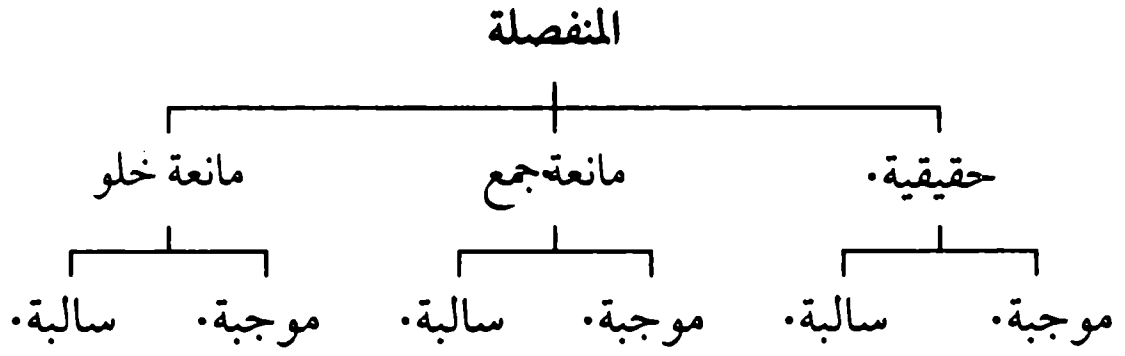 المنفصلة
حقيقية. مانعة جمع مانعة خلو
موجبة. سالبة. موجبة. سالبة. موجبة. سالبة.